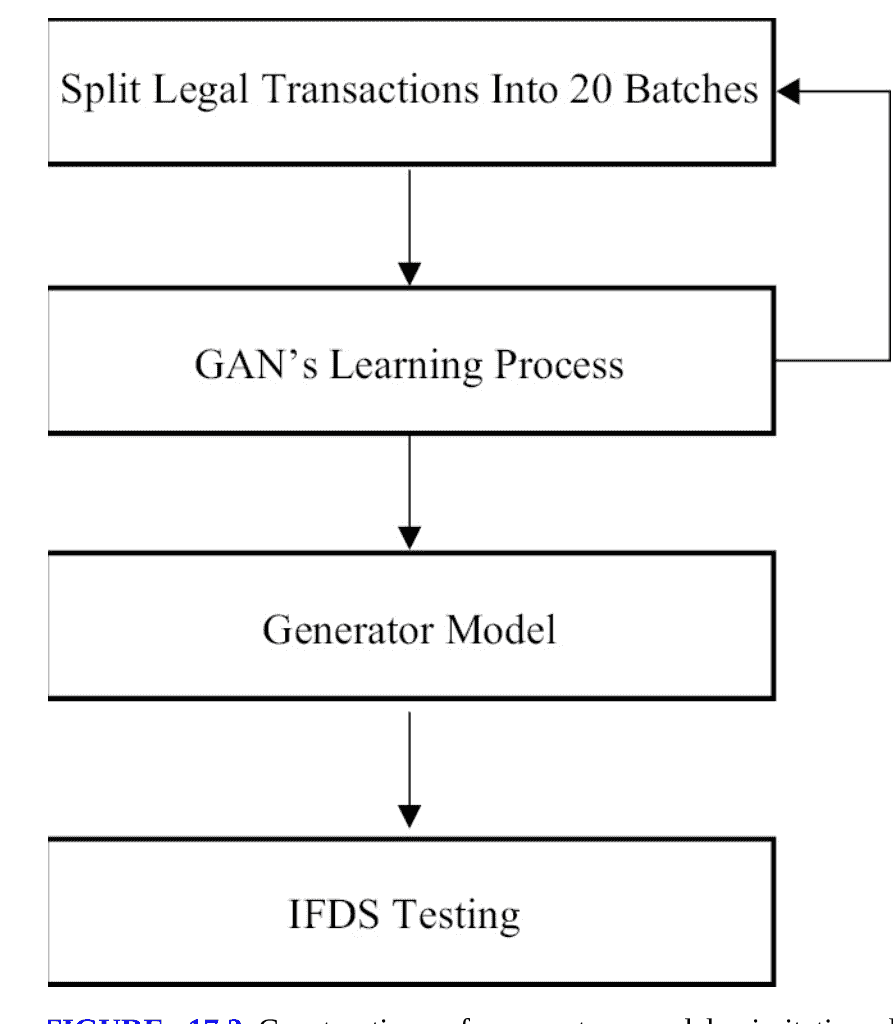 Split Legal Transactions Into 20 Batches
GAN’s Learning Process
Generator Model
IFDS Testing